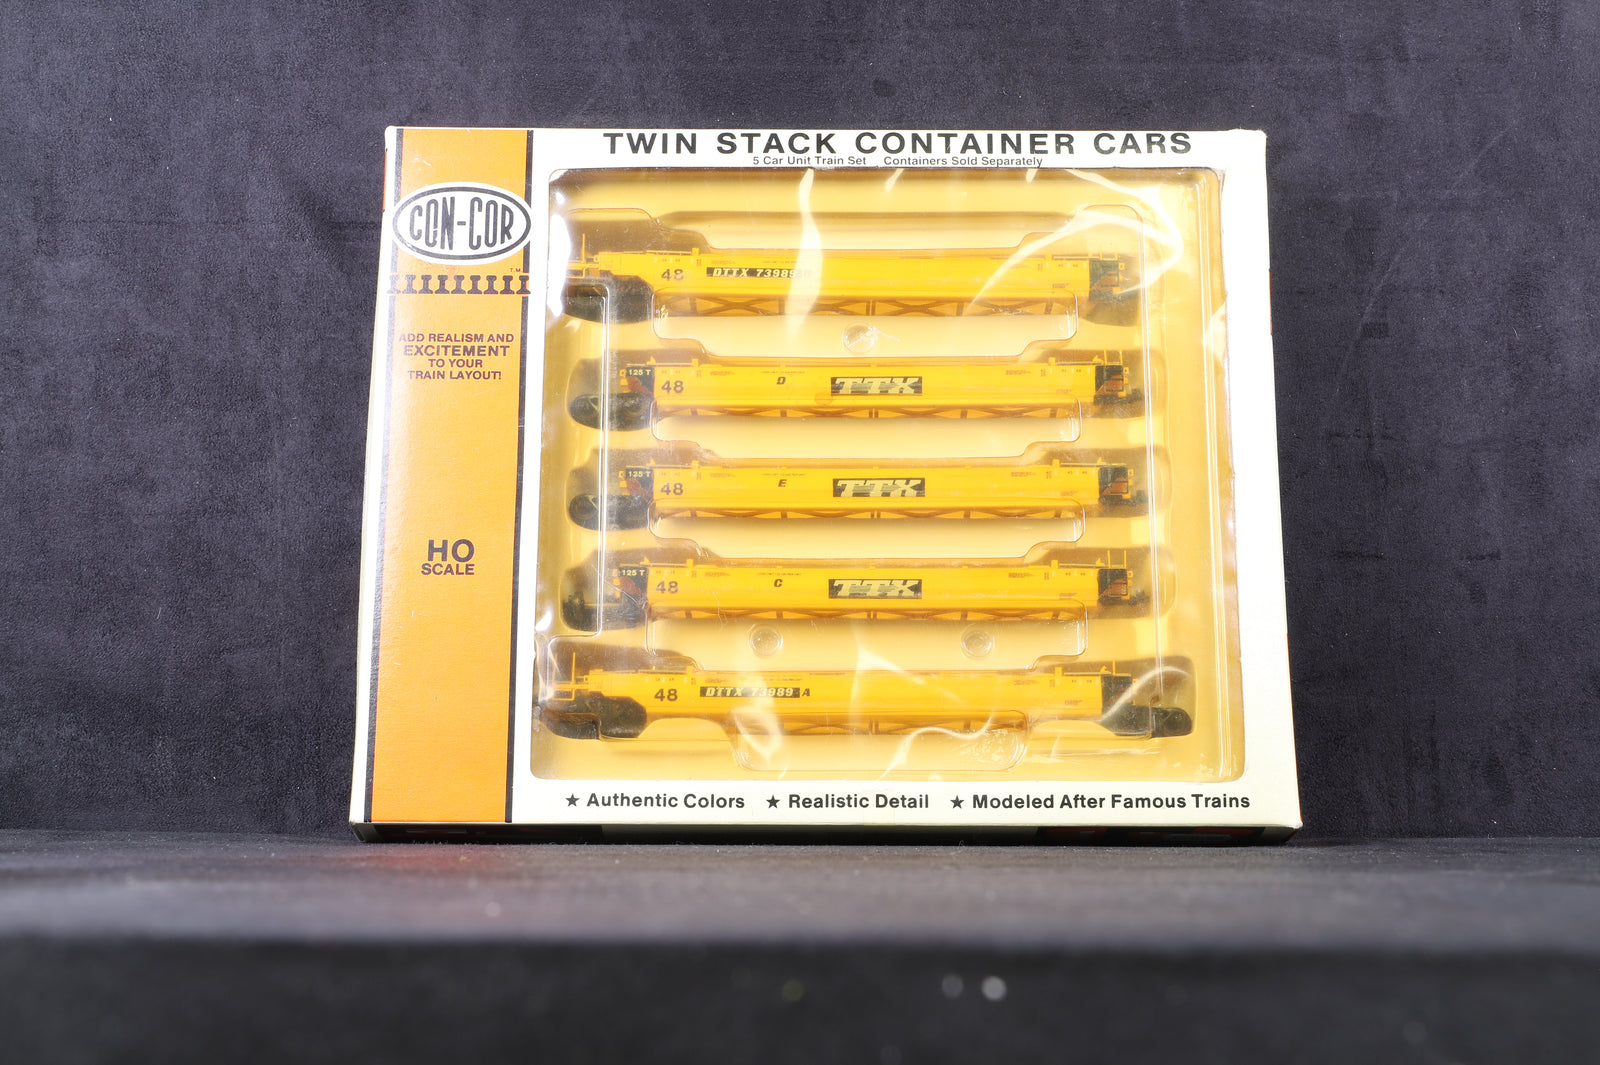 TWIN STACK CONTAINER CARS
5 Car Unit Train Set Containers Sold Separately
CON-COR
TM
ADD REALISM AND
EXCITEMENT
TO YOUR
TRAIN LAYOUT!
HO
SCALE
48 DTTX 73989
125 T
48 D TTX
125 T
48 E TTX
125 T
48 C TTX
48 DTTX 73989 A
★ Authentic Colors ★ Realistic Detail ★ Modeled After Famous Trains